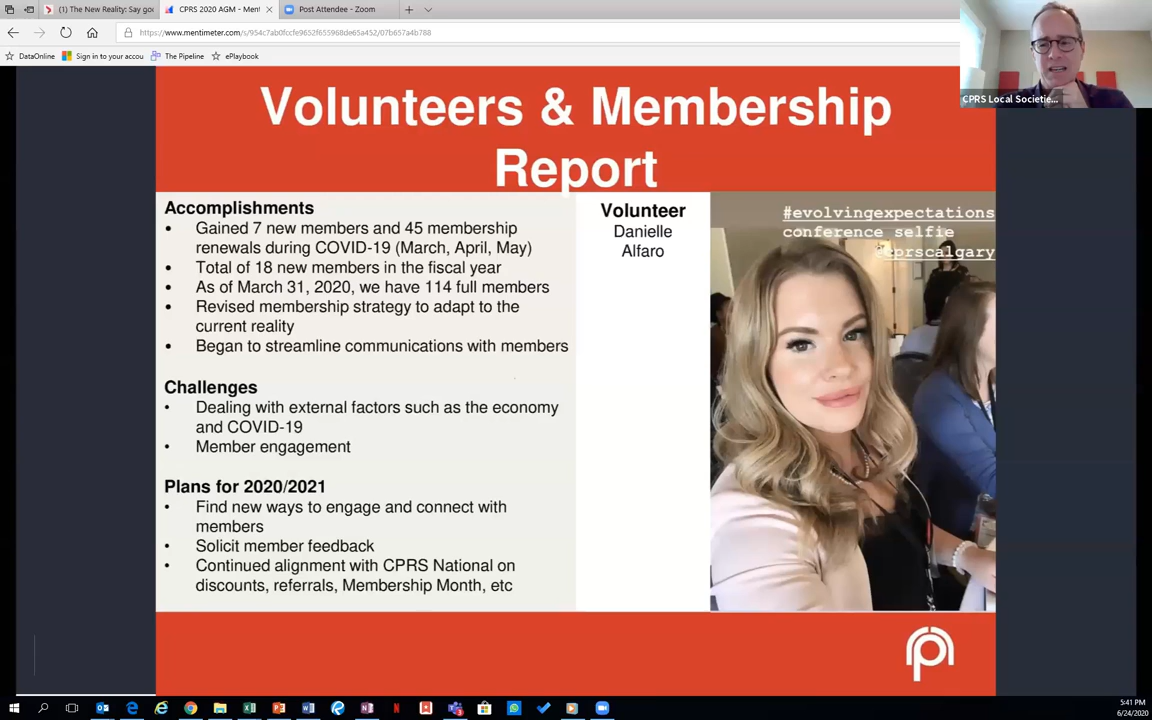 (1) The New Reality: Say goo
CPRS 2020 AGM - Ment
Post Attendee - Zoom
https://www.mentimeter.com/s/954c7ab0fccfe9652f655968de65a452/07b657a4b788
DataOnline
Sign in to your accou
The Pipeline
ePlaybook
CPRS Local Societie...
Volunteers & Membership
Report
Accomplishments
• Gained 7 new members and 45 membership
renewals during COVID-19 (March, April, May)
• Total of 18 new members in the fiscal year
• As of March 31, 2020, we have 114 full members
• Revised membership strategy to adapt to the
current reality
• Began to streamline communications with members
Challenges
• Dealing with external factors such as the economy
and COVID-19
• Member engagement
Plans for 2020/2021
• Find new ways to engage and connect with
members
• Solicit member feedback
• Continued alignment with CPRS National on
discounts, referrals, Membership Month, etc
Volunteer
Danielle
Alfaro
#evolvingexpectations
conference selfie
@cprscalgary
5:41 PM
6/24/2020